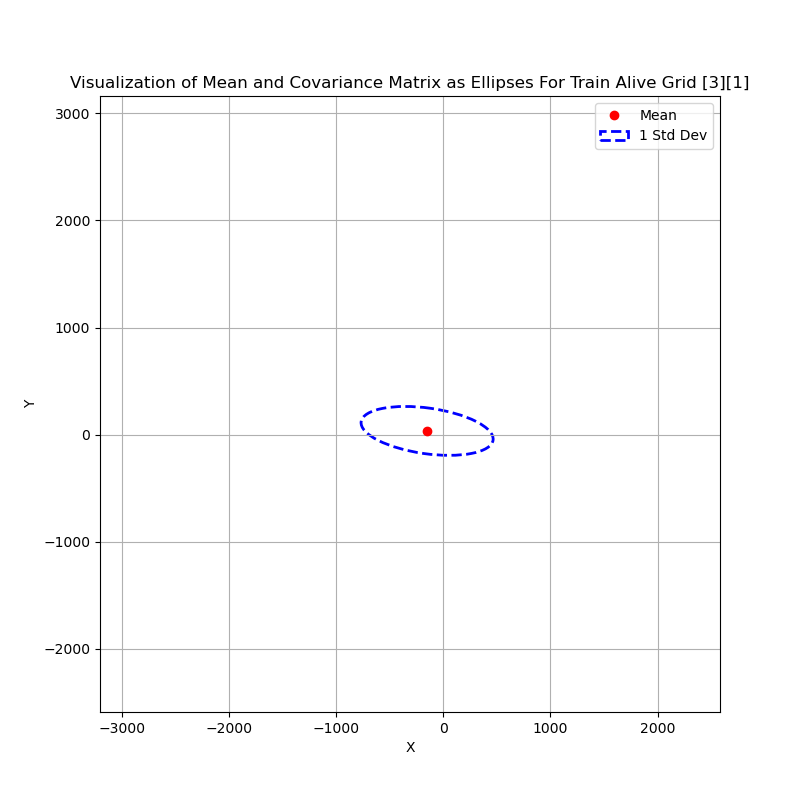 Visualization of Mean and Covariance Matrix as Ellipses For Train Alive Grid [3][1]
Mean
1 Std Dev
3000
2000
1000
0
−1000
−2000
Y
−3000 −2000 −1000 0 1000 2000
X